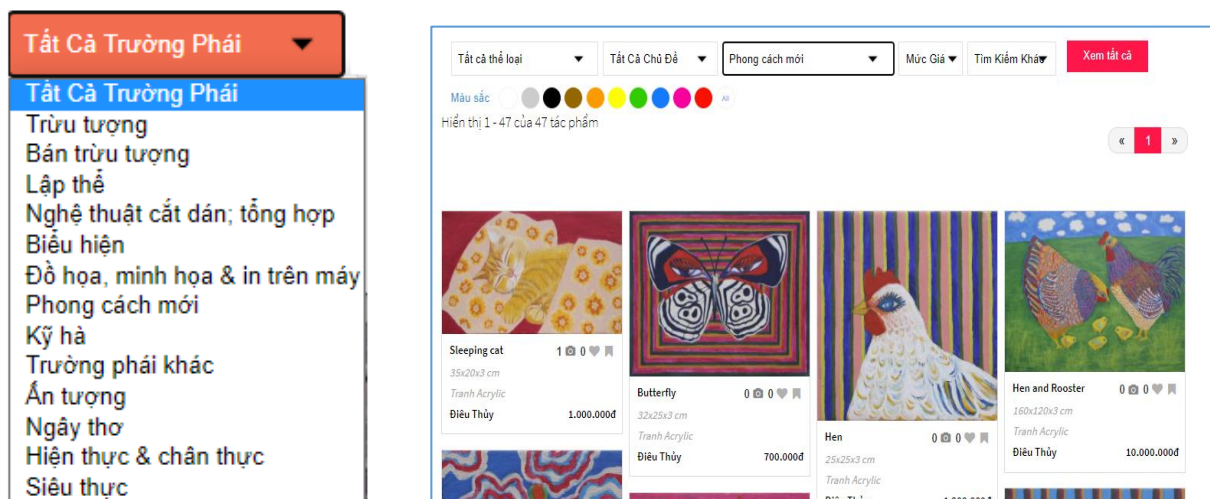 Tất Cả Trường Phái
Tất Cả Trường Phái
Trừu tượng
Bán trừu tượng
Lập thể
Nghệ thuật cắt dán; tổng hợp
Biểu hiện
Đồ họa, minh họa & in trên máy
Phong cách mới
Kỹ hà
Trường phái khác
Ấn tượng
Ngây thơ
Hiện thực & chân thực
Siêu thực
Tất cả thể loại
Tất Cả Chủ Đề
Phong cách mới
Mức Giá
Tìm Kiếm Khác
Xem tất cả
Màu sắc
All
Hiển thị 1 - 47 của 47 tác phẩm
« 1 »
Sleeping cat 1 0
35x20x3 cm
Tranh Acrylic
Điêu Thủy 1.000.000đ
Butterfly 0 0
32x25x3 cm
Tranh Acrylic
Điêu Thủy 700.000đ
Hen 0 0
25x25x3 cm
Tranh Acrylic
Hen and Rooster 0 0
160x120x3 cm
Tranh Acrylic
Điêu Thủy 10.000.000đ